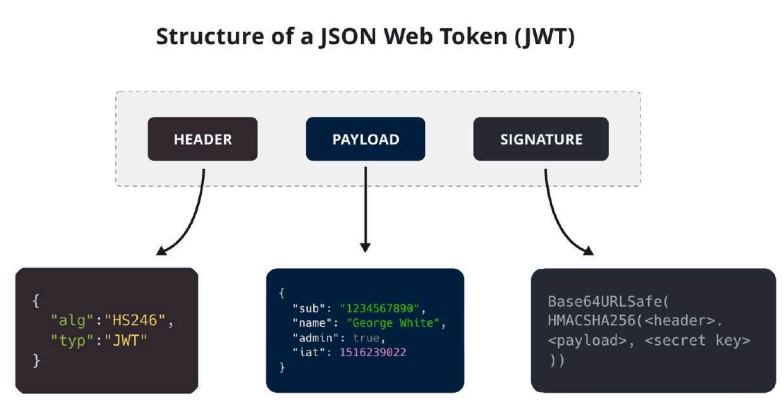 Structure of a JSON Web Token (JWT)
HEADER
PAYLOAD
SIGNATURE
{
"alg":"HS246",
"typ":"JWT"
}
{
"sub": "1234567890",
"name": "George White",
"admin": true,
"iat": 1516239022
}
Base64URLSafe(
HMACSHA256(<header>.
<payload>, <secret key>
))